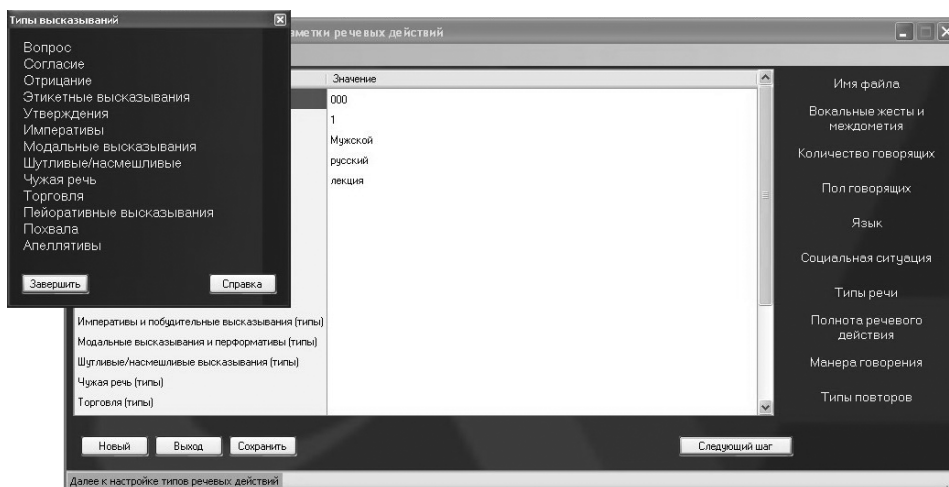 Типы высказываний
Вопрос
Согласие
Отрицание
Этикетные высказывания
Утверждения
Императивы
Модальные высказывания
Шутливые/насмешливые
Чужая речь
Торговля
Пейоративные высказывания
Похвала
Апеллятивы
Завершить
Справка
зметки речевых действий
Значение
000
1
Мужской
русский
лекция
Императивы и побудительные высказывания (типы)
Модальные высказывания и перформативы (типы)
Шутливые/насмешливые высказывания (типы)
Чужая речь (типы)
Торговля (типы)
Имя файла
Вокальные жесты и
междометия
Количество говорящих
Пол говорящих
Язык
Социальная ситуация
Типы речи
Полнота речевого
действия
Манера говорения
Типы повторов
Новый
Выход
Сохранить
Следующий шаг
Далее к настройке типов речевых действий